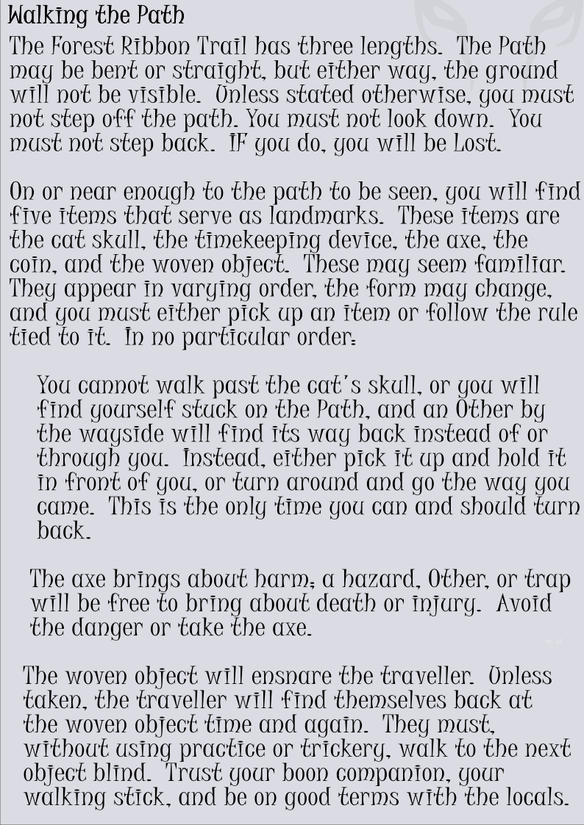 Walking the Path
The Forest Ribbon Trail has three lengths. The Path
may be bent or straight, but either way, the ground
will not be visible. Unless stated otherwise, you must
not step off the path. You must not look down. You
must not step back. IF you do, you will be Lost.
On or near enough to the path to be seen, you will find
five items that serve as landmarks. These items are
the cat skull, the timekeeping device, the axe, the
coin, and the woven object. These may seem familiar.
They appear in varying order, the form may change,
and you must either pick up an item or follow the rule
tied to it. In no particular order:
You cannot walk past the cat's skull, or you will
find yourself stuck on the Path, and an Other by
the wayside will find its way back instead of or
through you. Instead, either pick it up and hold it
in front of you, or turn around and go the way you
came. This is the only time you can and should turn
back.
The axe brings about harm; a hazard, Other, or trap
will be free to bring about death or injury. Avoid
the danger or take the axe.
The woven object will ensnare the traveller. Unless
taken, the traveller will find themselves back at
the woven object time and again. They must,
without using practice or trickery, walk to the next
object blind. Trust your boon companion, your
walking stick, and be on good terms with the locals.